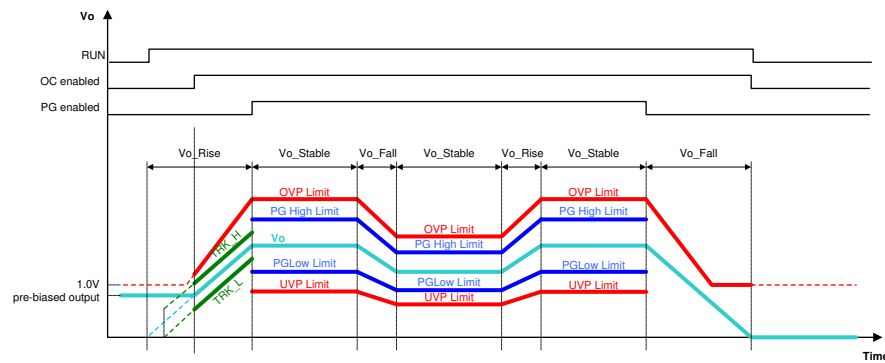 Vo
RUN
OC enabled
PG enabled
Vo_Rise
Vo_Stable
Vo_Fall
Vo_Stable
Vo_Rise
Vo_Stable
Vo_Fall
OVP Limit
OVP Limit
PG High Limit
PG High Limit
OVP Limit
PG High Limit
TRK_H
Vo
PGLow Limit
PGLow Limit
PGLow Limit
TRK_L
UVP Limit
UVP Limit
UVP Limit
1.0V
pre-biased output
Time